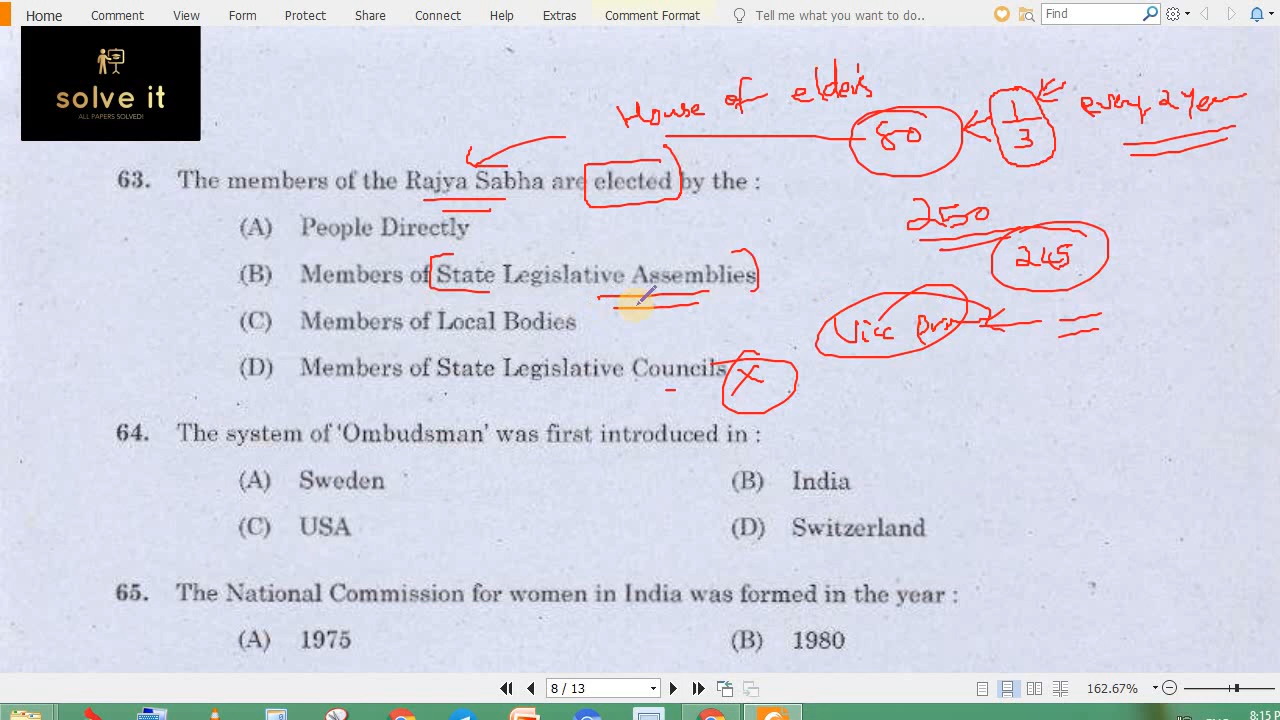 Home Comment View Form Protect Share Connect Help Extras Comment Format Tell me what you want to do.. Find
solve it
ALL PAPERS SOLVED!
House of elders 80 1/3 every 2 year
63. The members of the Rajya Sabha are elected by the :
250
(A) People Directly
245
(B) Members of State Legislative Assemblies
(C) Members of Local Bodies
Vice
(D) Members of State Legislative Councils X
64. The system of 'Ombudsman' was first introduced in :
(A) Sweden (B) India
(C) USA (D) Switzerland
65. The National Commission for women in India was formed in the year :
(A) 1975 (B) 1980
8 / 13 162.67%
8:15 P